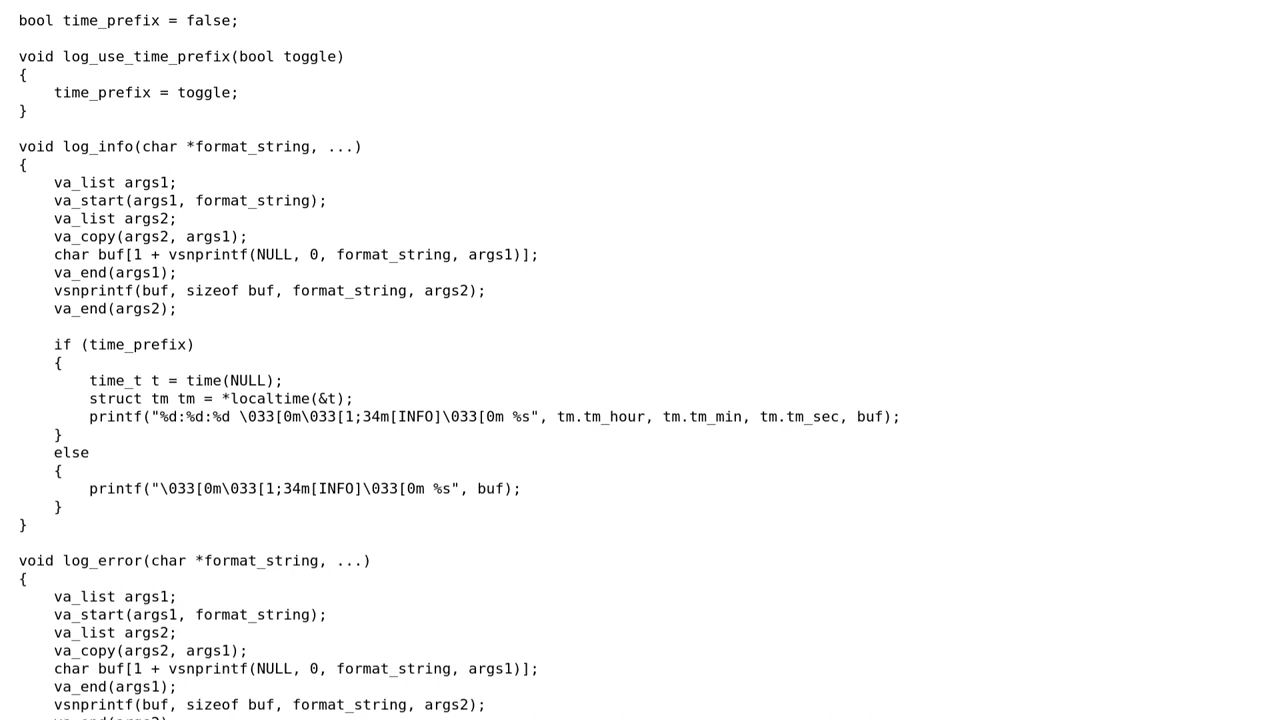 bool time_prefix = false;

void log_use_time_prefix(bool toggle)
{
    time_prefix = toggle;
}

void log_info(char *format_string, ...)
{
    va_list args1;
    va_start(args1, format_string);
    va_list args2;
    va_copy(args2, args1);
    char buf[1 + vsnprintf(NULL, 0, format_string, args1)];
    va_end(args1);
    vsnprintf(buf, sizeof buf, format_string, args2);
    va_end(args2);

    if (time_prefix)
    {
        time_t t = time(NULL);
        struct tm tm = *localtime(&t);
        printf("%d:%d:%d \033[0m\033[1;34m[INFO]\033[0m %s", tm.tm_hour, tm.tm_min, tm.tm_sec, buf);
    }
    else
    {
        printf("\033[0m\033[1;34m[INFO]\033[0m %s", buf);
    }
}

void log_error(char *format_string, ...)
{
    va_list args1;
    va_start(args1, format_string);
    va_list args2;
    va_copy(args2, args1);
    char buf[1 + vsnprintf(NULL, 0, format_string, args1)];
    va_end(args1);
    vsnprintf(buf, sizeof buf, format_string, args2);